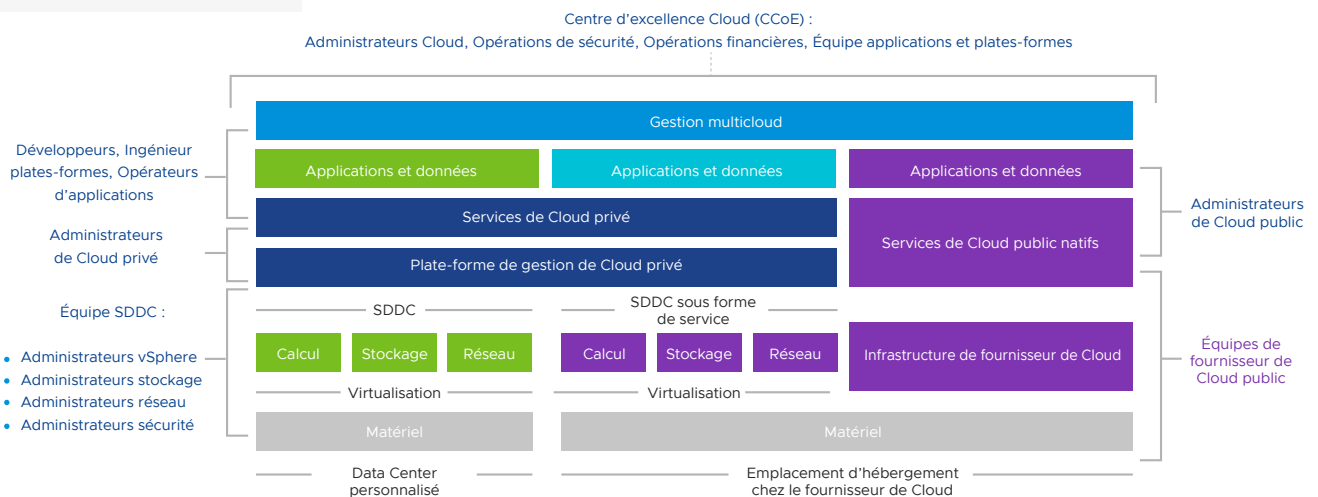 Centre d’excellence Cloud (CCoE) :
Administrateurs Cloud, Opérations de sécurité, Opérations financières, Équipe applications et plates-formes
Gestion multicloud
Développeurs, Ingénieur
plates-formes, Opérateurs
d’applications
Applications et données
Applications et données
Applications et données
Services de Cloud privé
Administrateurs
de Cloud public
Administrateurs
de Cloud privé
Services de Cloud public natifs
Plate-forme de gestion de Cloud privé
Équipe SDDC :
Administrateurs vSphere
Administrateurs stockage
Administrateurs réseau
Administrateurs sécurité
SDDC
SDDC sous forme
de service
Calcul
Stockage
Réseau
Calcul
Stockage
Réseau
Infrastructure de fournisseur de Cloud
Équipes de
fournisseur de
Cloud public
Virtualisation
Virtualisation
Matériel
Matériel
Data Center
personnalisé
Emplacement d’hébergement
chez le fournisseur de Cloud